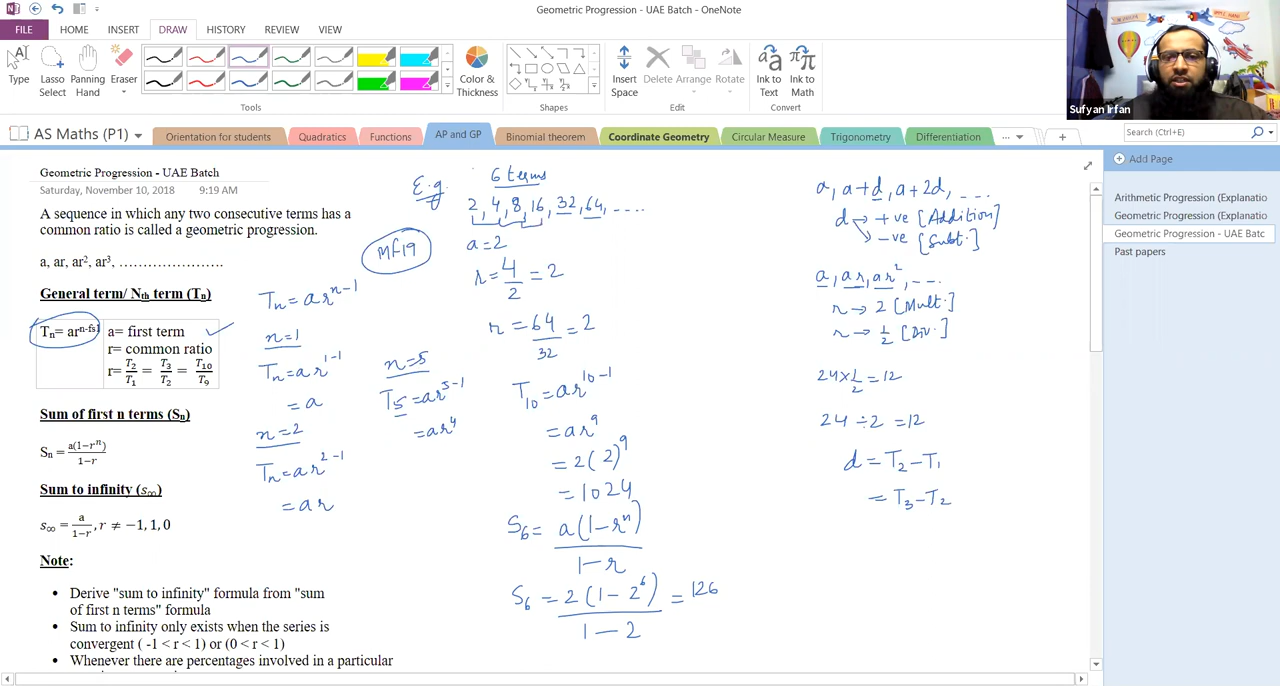 Geometric Progression - UAE Batch - OneNote
FILE HOME INSERT DRAW HISTORY REVIEW VIEW
Type
Lasso Select
Panning Hand
Eraser
Color & Thickness
Insert Space
Delete
Arrange
Rotate
Ink to Text
Ink to Math
Tools
Shapes
Edit
Convert
Sufyan Irfan
AS Maths (P1)
Orientation for students
Quadratics
Functions
AP and GP
Binomial theorem
Coordinate Geometry
Circular Measure
Trigonometry
Differentiation
Search (Ctrl+E)
Add Page
Arithmetic Progression (Explanatio
Geometric Progression (Explanatio
Geometric Progression - UAE Batc
Past papers
Geometric Progression - UAE Batch
Saturday, November 10, 2018 9:19 AM
A sequence in which any two consecutive terms has a
common ratio is called a geometric progression.
a, ar, ar², ar³, …………………….
General term/ Nth term (Tn)
Tn= ar^n-fs1
a= first term
r= common ratio
r= T₂/T₁ = T₃/T₂ = T₁₀/T₉
Sum of first n terms (Sn)
Sn = a(1−rⁿ)/1−r
Sum to infinity (s∞)
s∞ = a/1−r, r ≠ −1, 1, 0
Note:
• Derive "sum to infinity" formula from "sum
of first n terms" formula
• Sum to infinity only exists when the series is
convergent ( -1 < r < 1) or (0 < r < 1)
• Whenever there are percentages involved in a particular
MF19
Tn = ar^n−1
n=1
Tn = ar^1−1
= a
n=2
Tn = ar^2−1
= ar
n=5
T5 = ar^5−1
= ar⁴
E.g.
6 terms
2, 4, 8, 16, 32, 64, ....
a=2
r = 4/2 = 2
r = 64/32 = 2
T10 = ar^10−1
= ar⁹
= 2(2)⁹
= 1024
S6 = a(1−rⁿ)/1−r
S6 = 2(1−2⁶)/1−2 = 126
a, a+d, a+2d, ....
d → +ve [Addition]
→ −ve [Subt.]
a, ar, ar², ....
r → 2 [Mult.]
r → 1/2 [Div.]
24 × 1/2 = 12
24 ÷ 2 = 12
d = T2 − T1
= T3 − T2